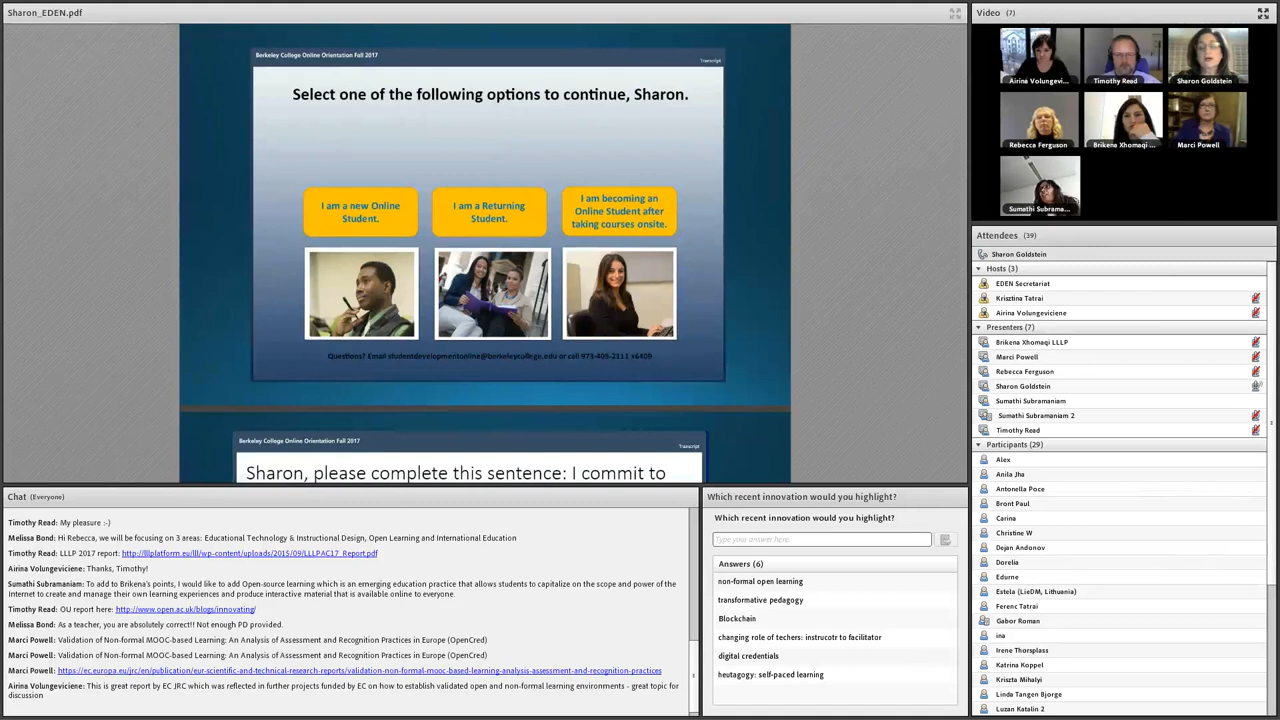 Sharon_EDEN.pdf
Berkeley College Online Orientation Fall 2017
Transcript
Select one of the following options to continue, Sharon.
I am a new Online
Student.
I am a Returning
Student.
I am becoming an
Online Student after
taking courses onsite.
Questions? Email studentdevelopmentonline@berkeleycollege.edu or call 973-405-2111 x6409
Berkeley College Online Orientation Fall 2017
Transcript
Sharon, please complete this sentence: I commit to
Video (7)
Airina Volungevi...
Timothy Read
Sharon Goldstein
Rebecca Ferguson
Brikena Xhomaqi ...
Marci Powell
Sumathi Subrama...
Attendees (39)
Sharon Goldstein
Hosts (3)
EDEN Secretariat
Krisztina Tatrai
Airina Volungeviciene
Presenters (7)
Brikena Xhomaqi LLLP
Marci Powell
Rebecca Ferguson
Sharon Goldstein
Sumathi Subramaniam
Sumathi Subramaniam 2
Timothy Read
Participants (29)
Alex
Anila Jha
Antonella Poce
Bront Paul
Carina
Christine W
Dejan Andonov
Dorelia
Edurne
Estela (LieDM, Lithuania)
Ferenc Tatrai
Gabor Roman
ina
Irene Thorsplass
Katrina Koppel
Kriszta Mihalyi
Linda Tangen Bjorge
Luzan Katalin 2
Chat (Everyone)
Timothy Read: My pleasure :-)
Melissa Bond: Hi Rebecca, we will be focusing on 3 areas: Educational Technology & Instructional Design, Open Learning and International Education
Timothy Read: LLLP 2017 report: http://lllplatform.eu/lll/wp-content/uploads/2015/09/LLLPAC17_Report.pdf
Airina Volungeviciene: Thanks, Timothy!
Sumathi Subramaniam: To add to Brikena's points, I would like to add Open-source learning which is an emerging education practice that allows students to capitalize on the scope and power of the
Internet to create and manage their own learning experiences and produce interactive material that is available online to everyone.
Timothy Read: OU report here: http://www.open.ac.uk/blogs/innovating/
Melissa Bond: As a teacher, you are absolutely correct!! Not enough PD provided.
Marci Powell: Validation of Non-formal MOOC-based Learning: An Analysis of Assessment and Recognition Practices in Europe (OpenCred)
Marci Powell: Validation of Non-formal MOOC-based Learning: An Analysis of Assessment and Recognition Practices in Europe (OpenCred)
Marci Powell: https://ec.europa.eu/jrc/en/publication/eur-scientific-and-technical-research-reports/validation-non-formal-mooc-based-learning-analysis-assessment-and-recognition-practices
Airina Volungeviciene: This is great report by EC JRC which was reflected in further projects funded by EC on how to establish validated open and non-formal learning environments - great topic for
discussion
Which recent innovation would you highlight?
Which recent innovation would you highlight?
Type your answer here.
Answers (6)
non-formal open learning
transformative pedagogy
Blockchain
changing role of techers: instrucotr to facilitator
digital credentials
heutagogy: self-paced learning